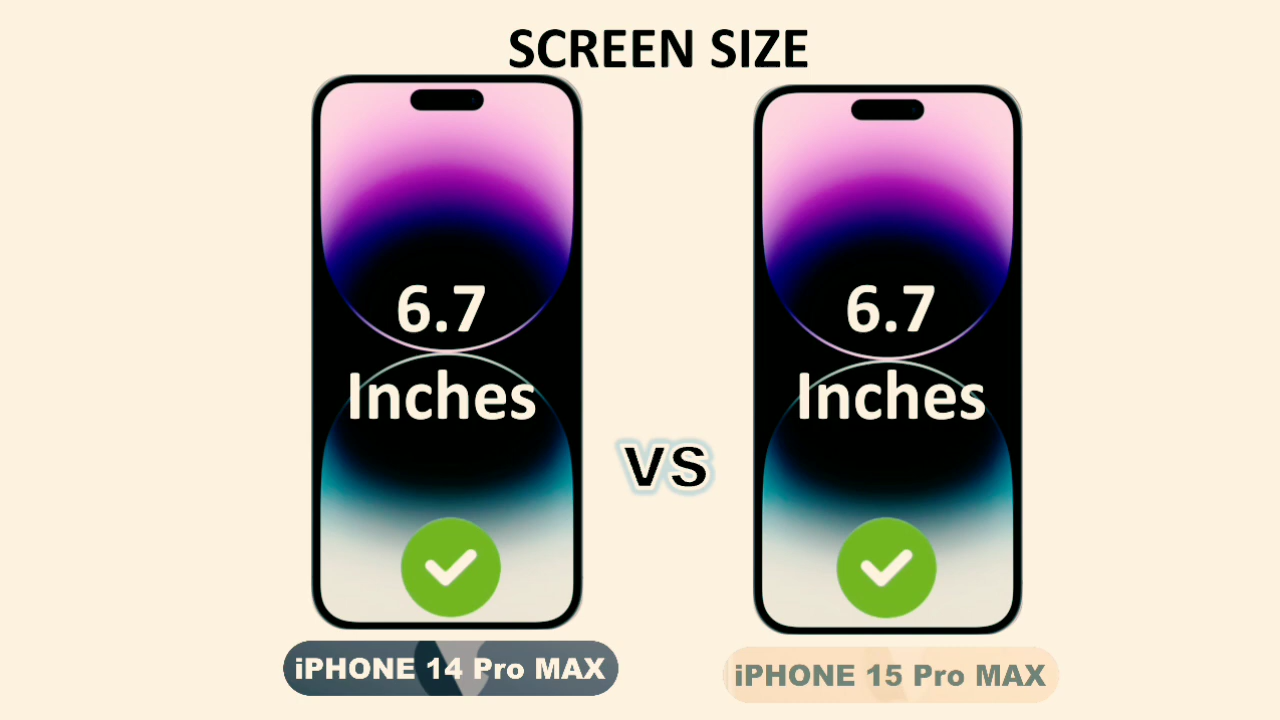 SCREEN SIZE
6.7
Inches
6.7
Inches
VS
iPHONE 14 Pro MAX
iPHONE 15 Pro MAX